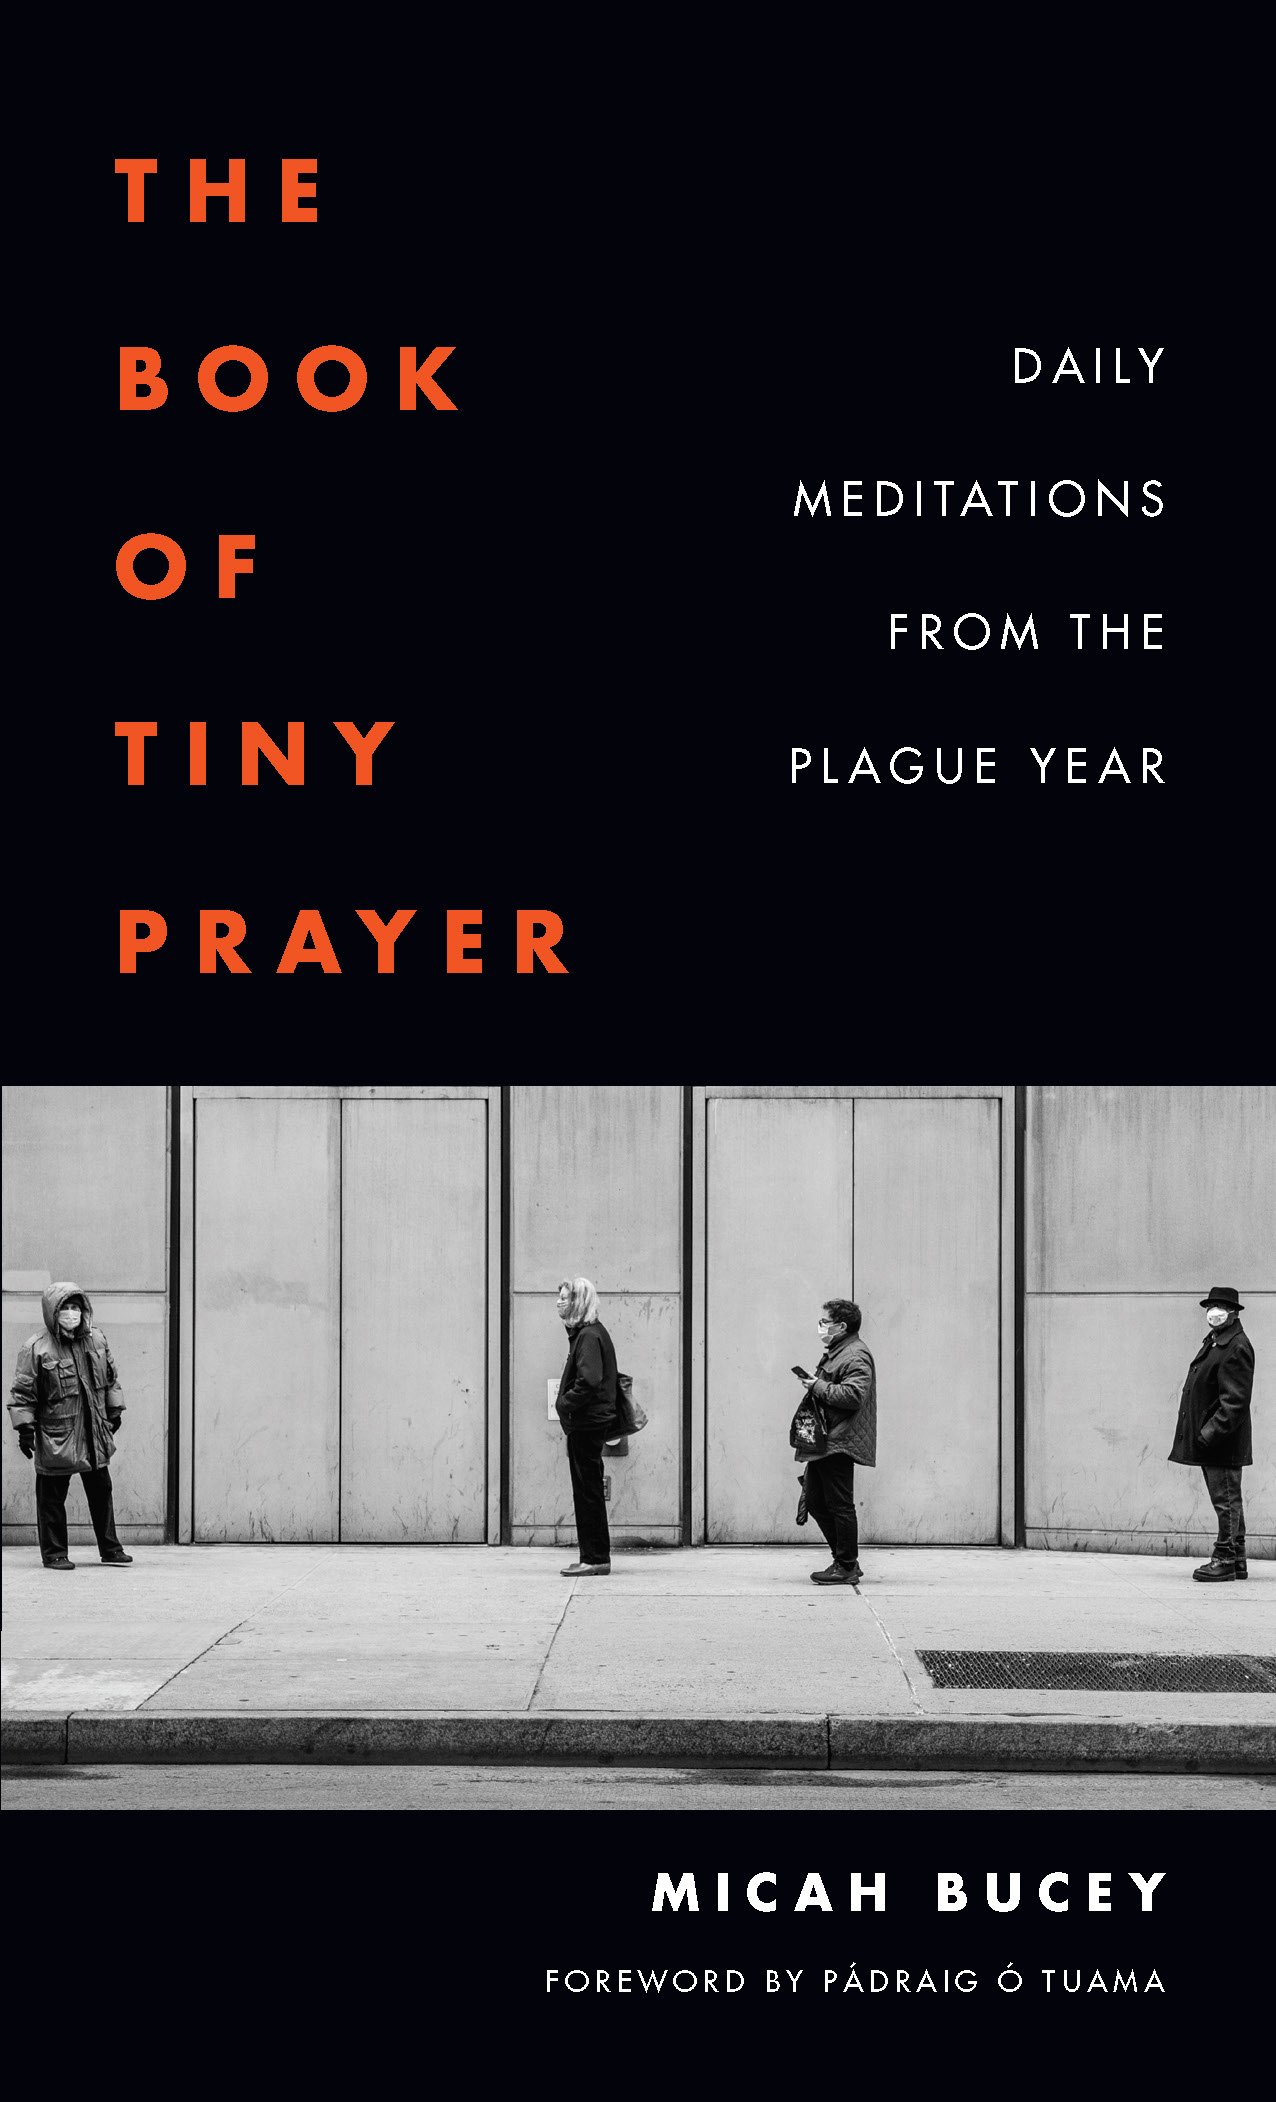 THE
BOOK
OF
TINY
PRAYER
DAILY
MEDITATIONS
FROM THE
PLAGUE YEAR
MICAH BUCEY
FOREWORD BY PÁDRAIG Ó TUAMA